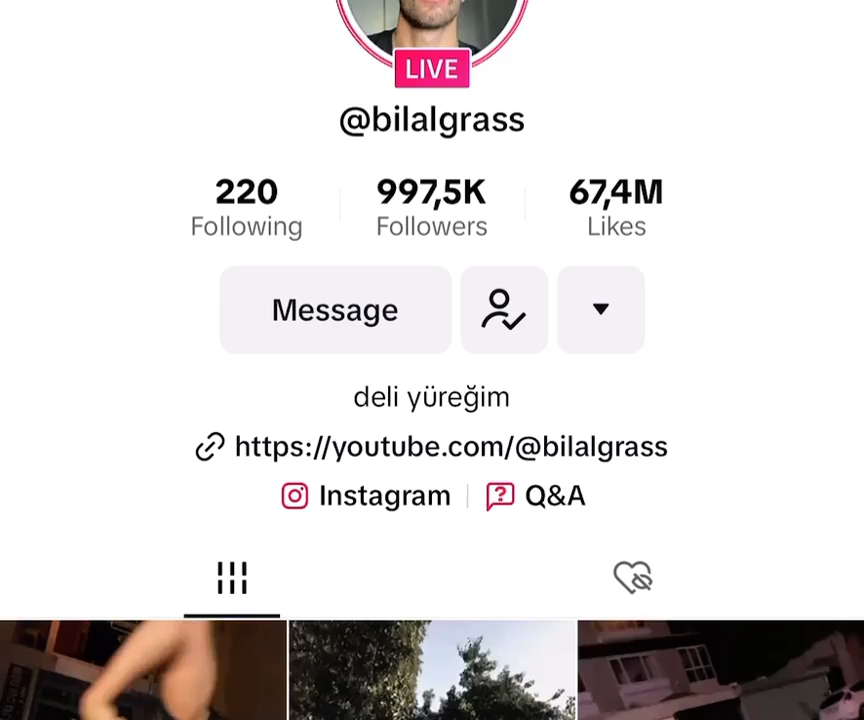 LIVE
@bilalgrass
220 997,5K 67,4M
Following Followers Likes
Message
deli yüreğim
https://youtube.com/@bilalgrass
Instagram Q&A